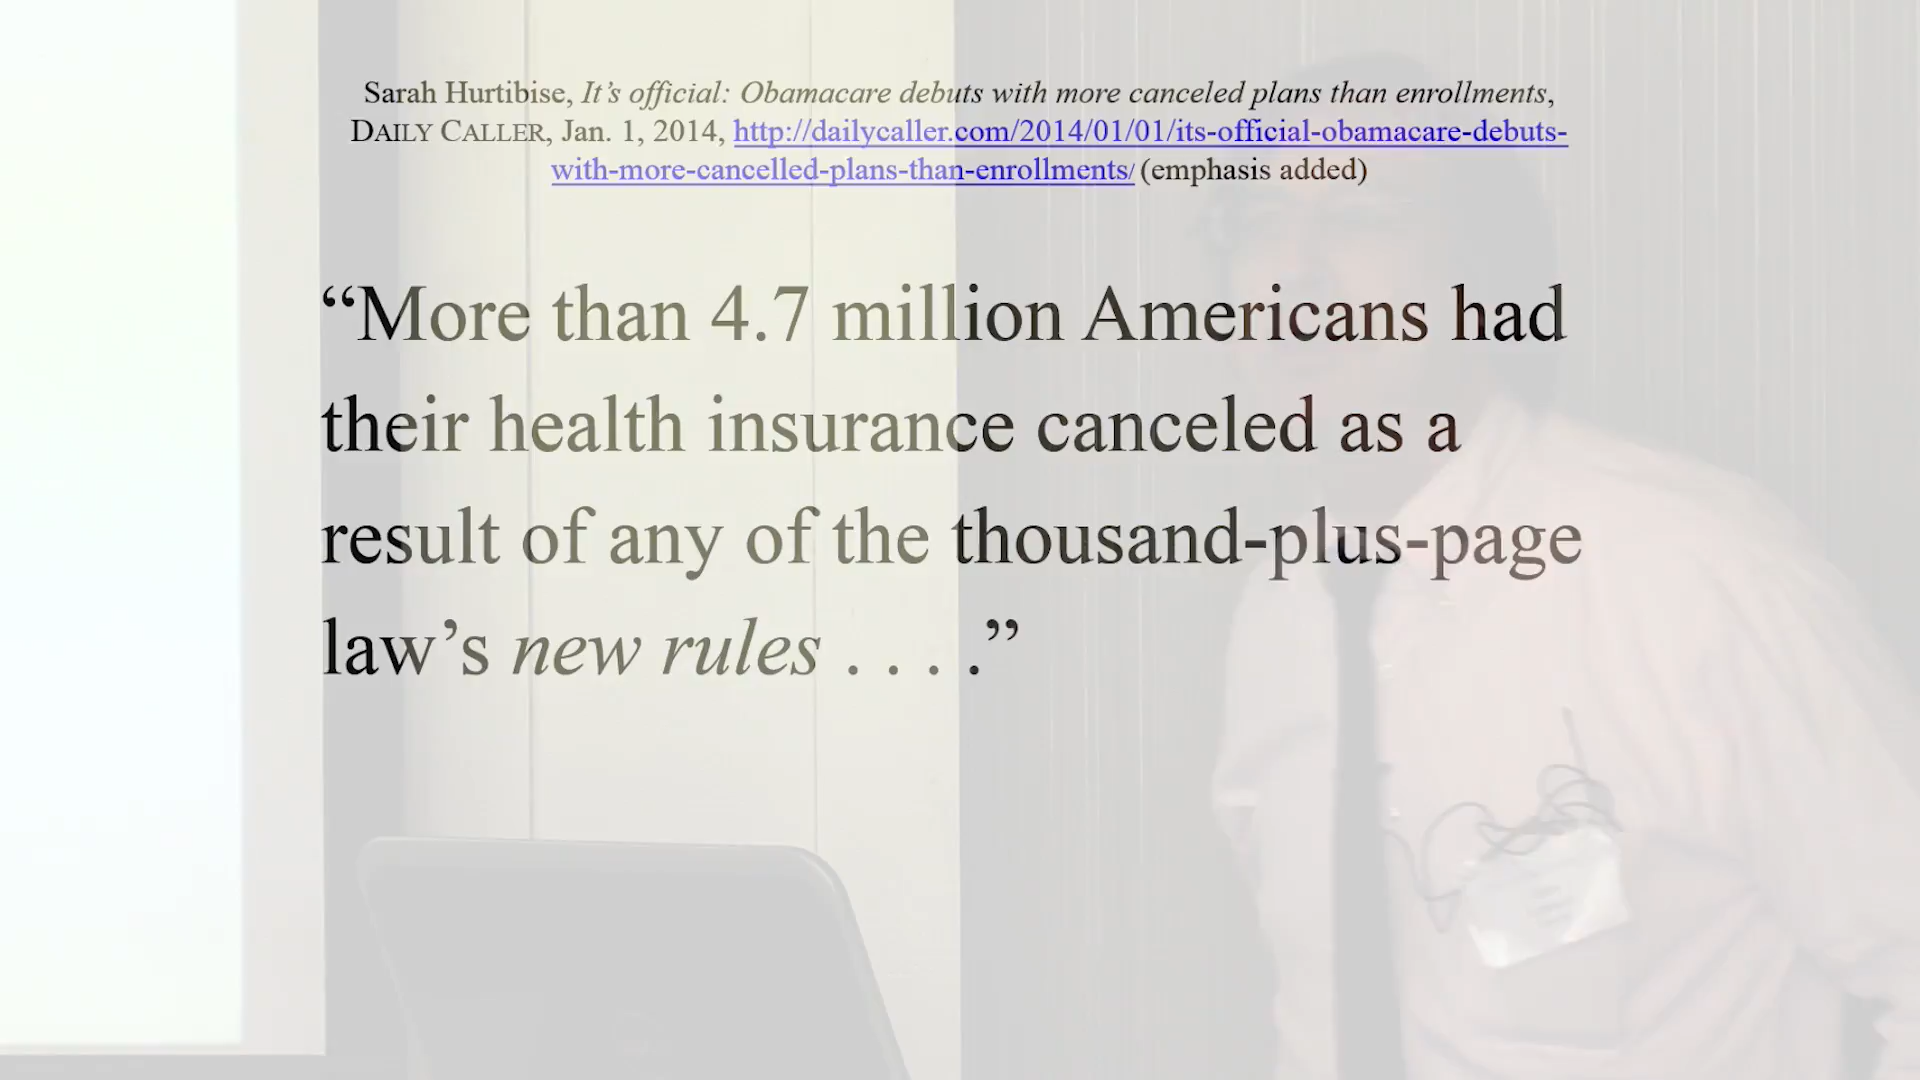 Sarah Hurtibise, It's official: Obamacare debuts with more canceled plans than enrollments,
DAILY CALLER, Jan. 1, 2014, http://dailycaller.com/2014/01/01/its-official-obamacare-debuts-
with-more-cancelled-plans-than-enrollments/ (emphasis added)
“More than 4.7 million Americans had
their health insurance canceled as a
result of any of the thousand-plus-page
law’s new rules . . . .”